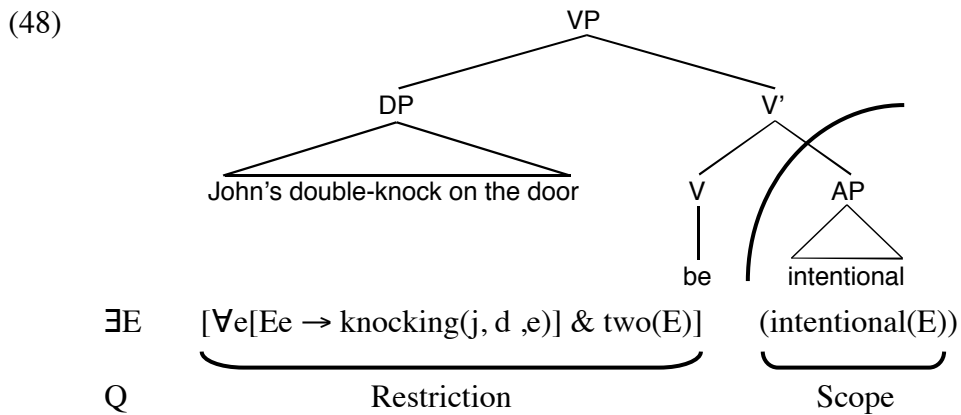 (48)
VP
DP V'
John's double-knock on the door V AP
be intentional
∃E [∀e[Ee → knocking(j, d ,e)] & two(E)] (intentional(E))
Q Restriction Scope